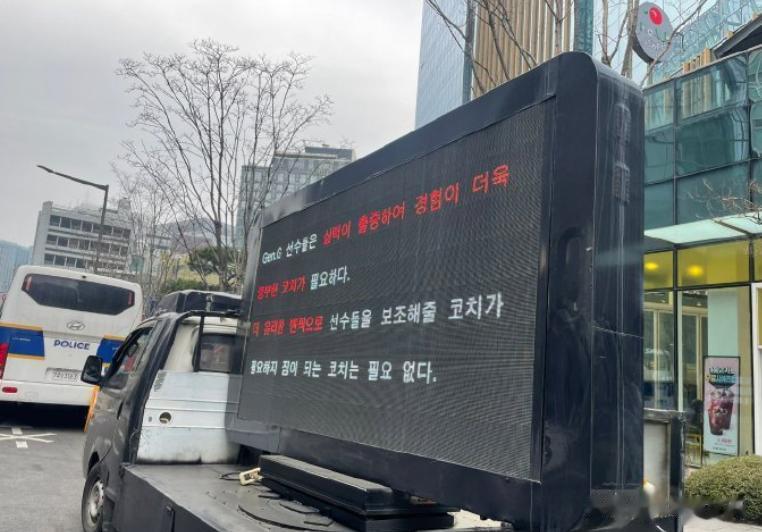 Gen.G 선수들은 실력이 출중하여 경험이 더욱
풍부한 코치가 필요하다.
더 유리한 밴픽으로 선수들을 보조해줄 코치가
필요하지 짐이 되는 코치는 필요 없다.
POLICE